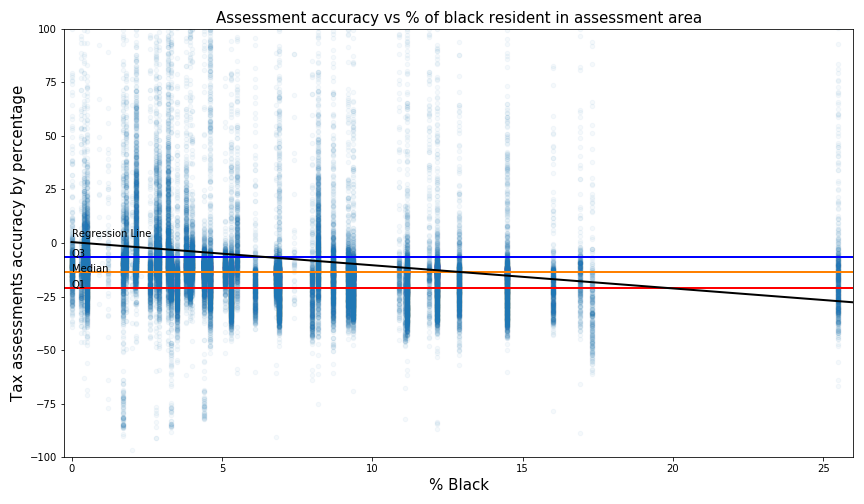 Assessment accuracy vs % of black resident in assessment area
Tax assessments accuracy by percentage
100
75
50
25
0
−25
−50
−75
−100
Regression Line
Q3
Median
Q1
0
5
10
15
20
25
% Black